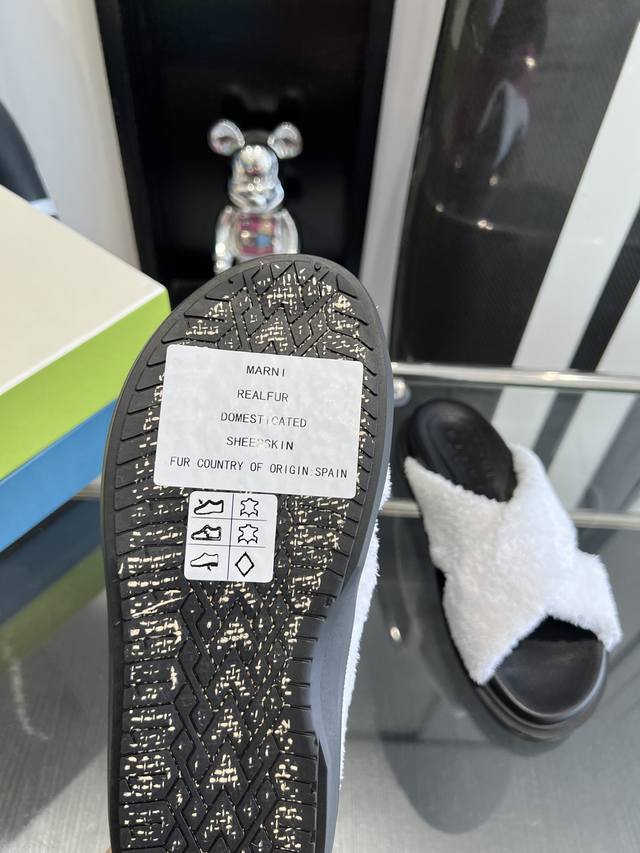 MARNI
REALFUR
DOMESTICATED
SHEEPSKIN
FUR COUNTRY OF ORIGIN:SPAIN